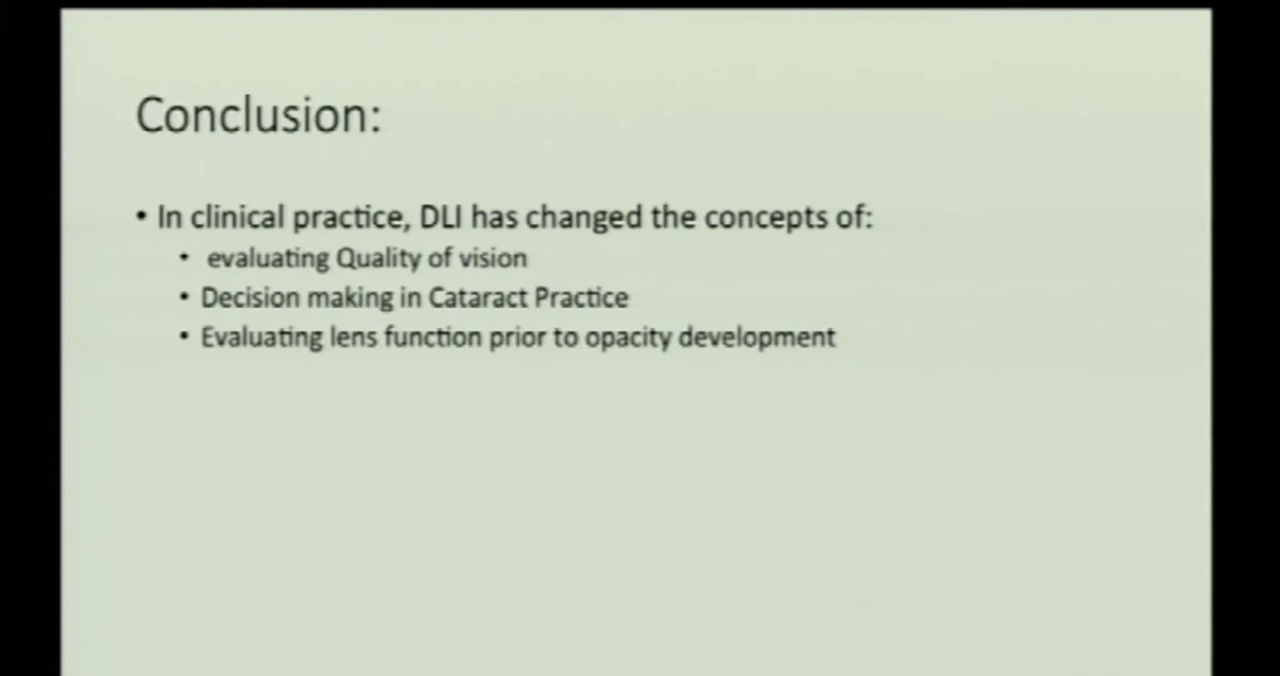 Conclusion:
• In clinical practice, DLI has changed the concepts of:
• evaluating Quality of vision
• Decision making in Cataract Practice
• Evaluating lens function prior to opacity development